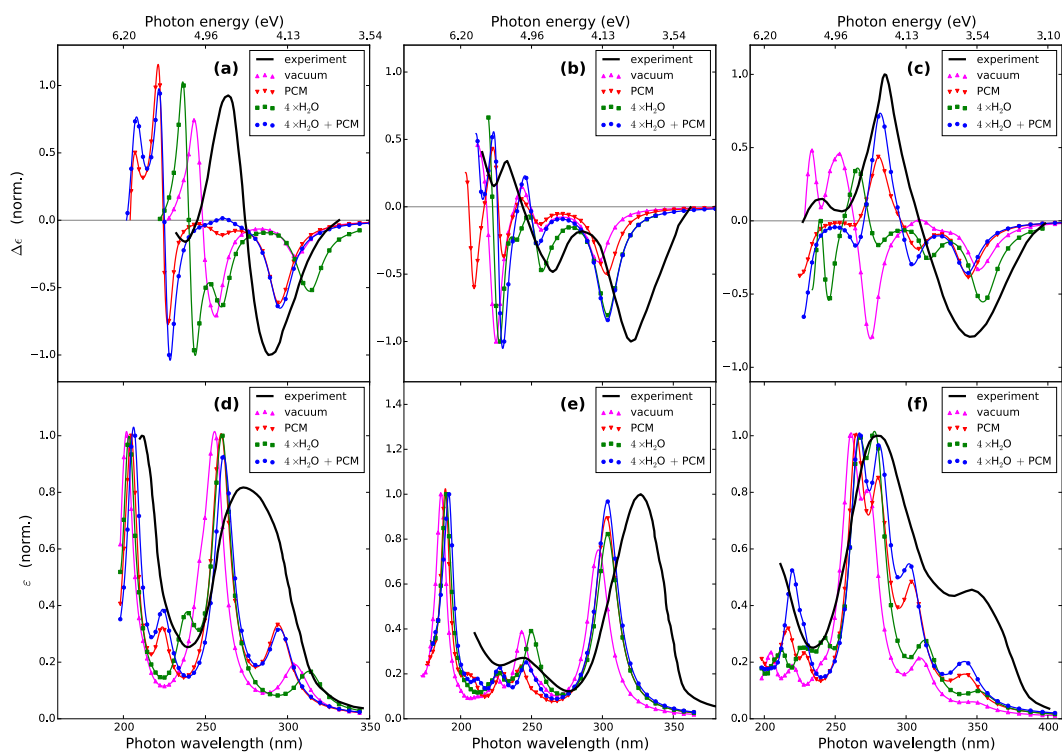 Photon energy (eV) Photon energy (eV) Photon energy (eV)
6.20 4.96 4.13 3.54 6.20 4.96 4.13 6.20 4.96 4.13 3.54 3.10
(a) (b) (c)
experiment experiment experiment
vacuum vacuum vacuum
PCM PCM PCM
4×H₂O 4×H₂O 4×H₂O
4×H₂O + PCM 4×H₂O + PCM 4×H₂O + PCM
1.0 1.0 1.0
0.5 0.5 0.5
0.0 0.0 0.0
−0.5 −0.5 −0.5
−1.0 −1.0 −1.0
Δϵ (norm.)
(d) (e) (f)
experiment experiment experiment
vacuum vacuum vacuum
PCM PCM PCM
4×H₂O 4×H₂O 4×H₂O
4×H₂O + PCM 4×H₂O + PCM 4×H₂O + PCM
1.4
1.2
1.0 1.0 1.0
0.8 0.8 0.8
0.6 0.6 0.6
0.4 0.4 0.4
0.2 0.2 0.2
0.0 0.0 0.0
ε (norm.)
200 250 300 350 200 250 300 350 200 250 300 350 400
Photon wavelength (nm) Photon wavelength (nm) Photon wavelength (nm)